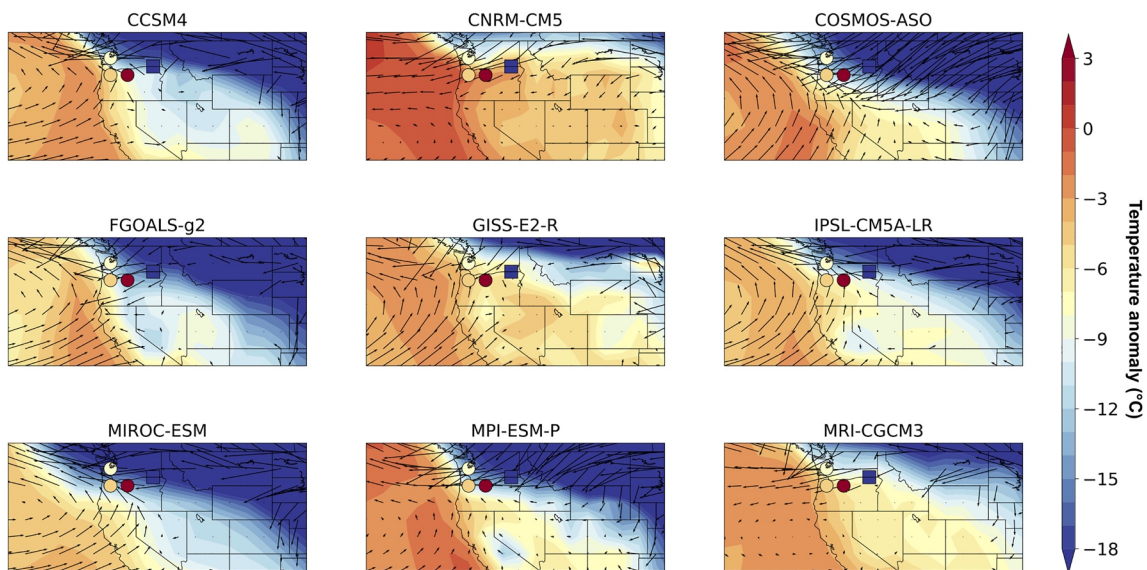 CCSM4
CNRM-CM5
COSMOS-ASO
FGOALS-g2
GISS-E2-R
IPSL-CM5A-LR
MIROC-ESM
MPI-ESM-P
MRI-CGCM3
3
0
−3
−6
−9
−12
−15
−18
Temperature anomaly (°C)